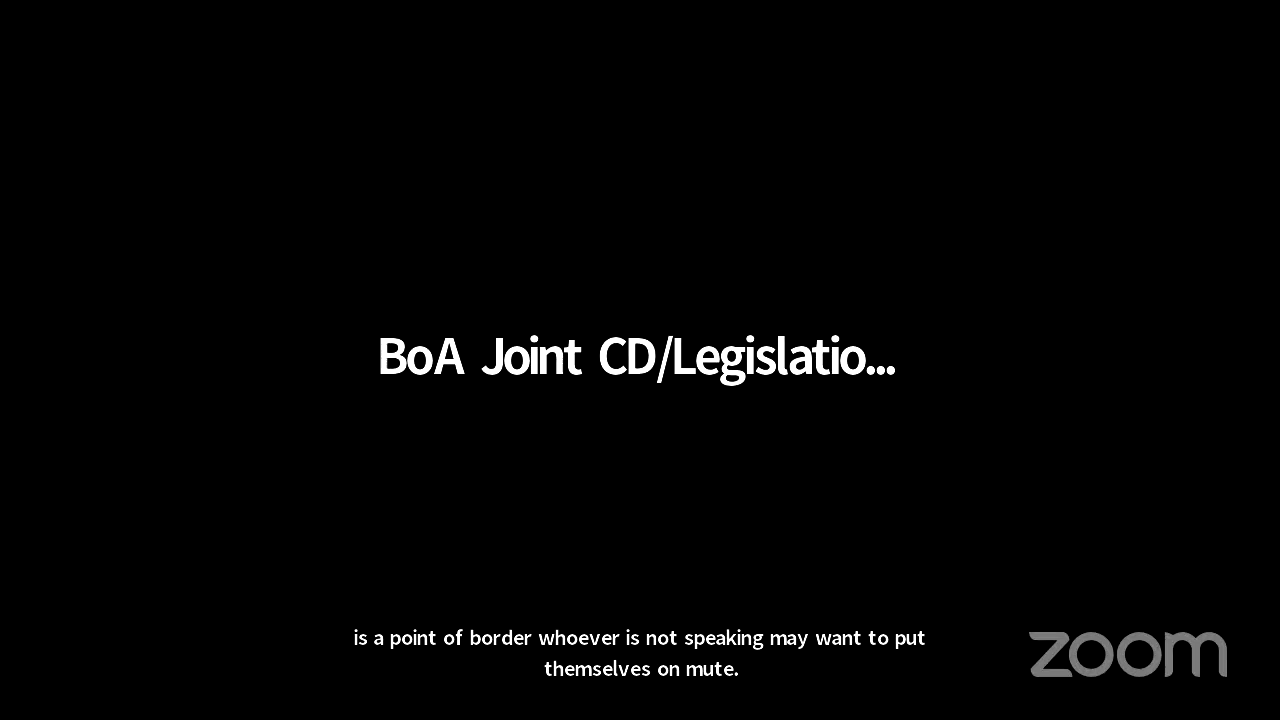 BoA Joint CD/Legislatio...
is a point of border whoever is not speaking may want to put
themselves on mute.
zoom